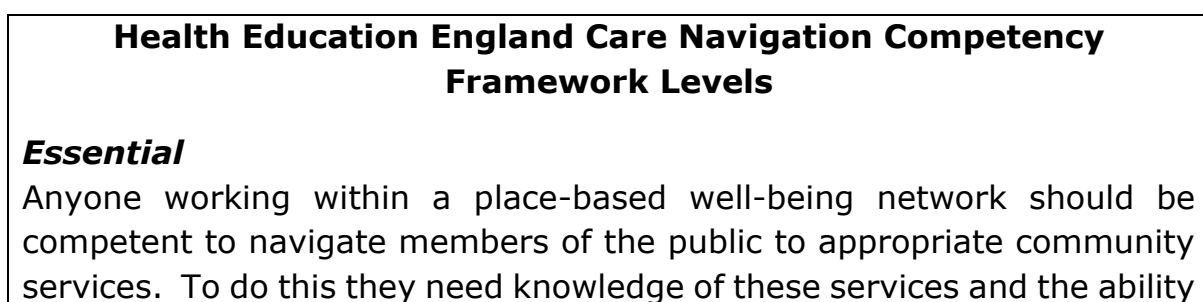 Health Education England Care Navigation Competency
Framework Levels
Essential
Anyone working within a place-based well-being network should be
competent to navigate members of the public to appropriate community
services. To do this they need knowledge of these services and the ability